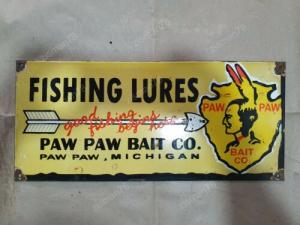 FISHING LURES
good fishing begins here
PAW PAW BAIT CO.
PAW PAW, MICHIGAN
PAW PAW
BAIT
CO.